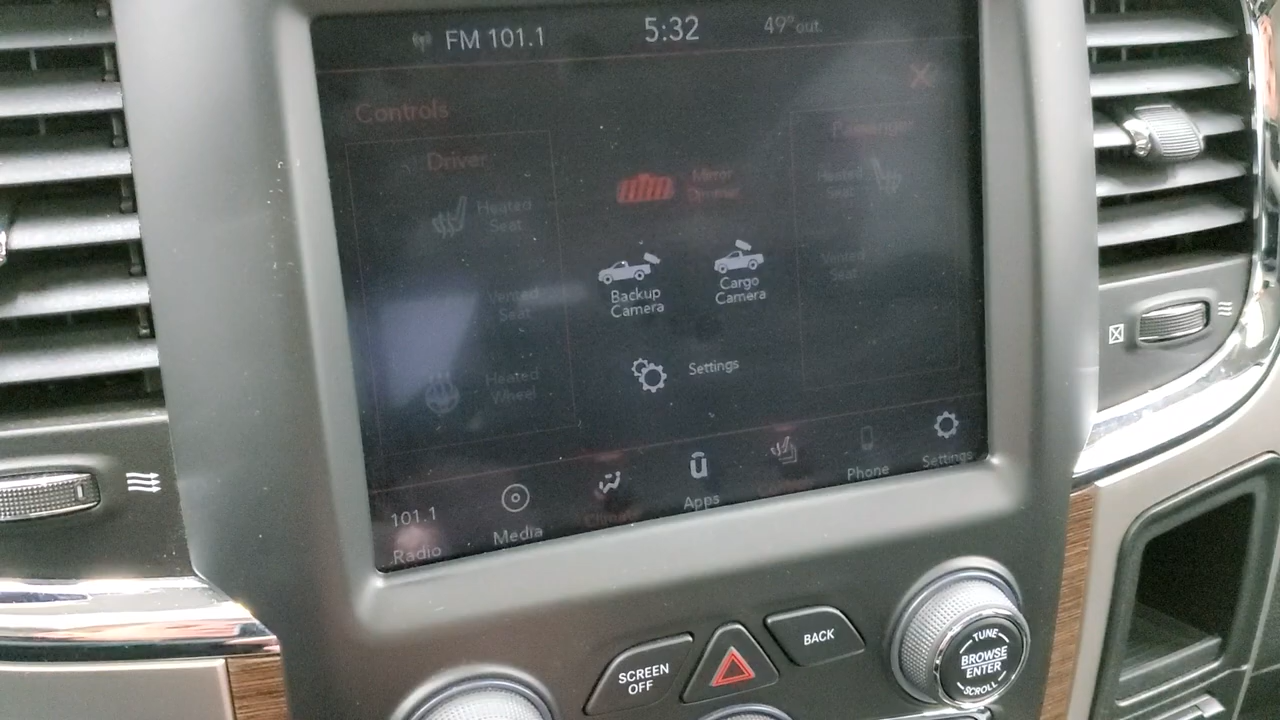 FM 101.1
5:32
49° out.
Controls
Driver
Passenger
Heated
Seat
Vented
Seat
Heated
Wheel
Mirror
Dimmer
Backup
Camera
Cargo
Camera
Settings
Heated
Seat
Vented
Seat
101.1
Radio
Media
Climate
Apps
Controls
Phone
Settings
SCREEN
OFF
BACK
TUNE
BROWSE
ENTER
SCROLL